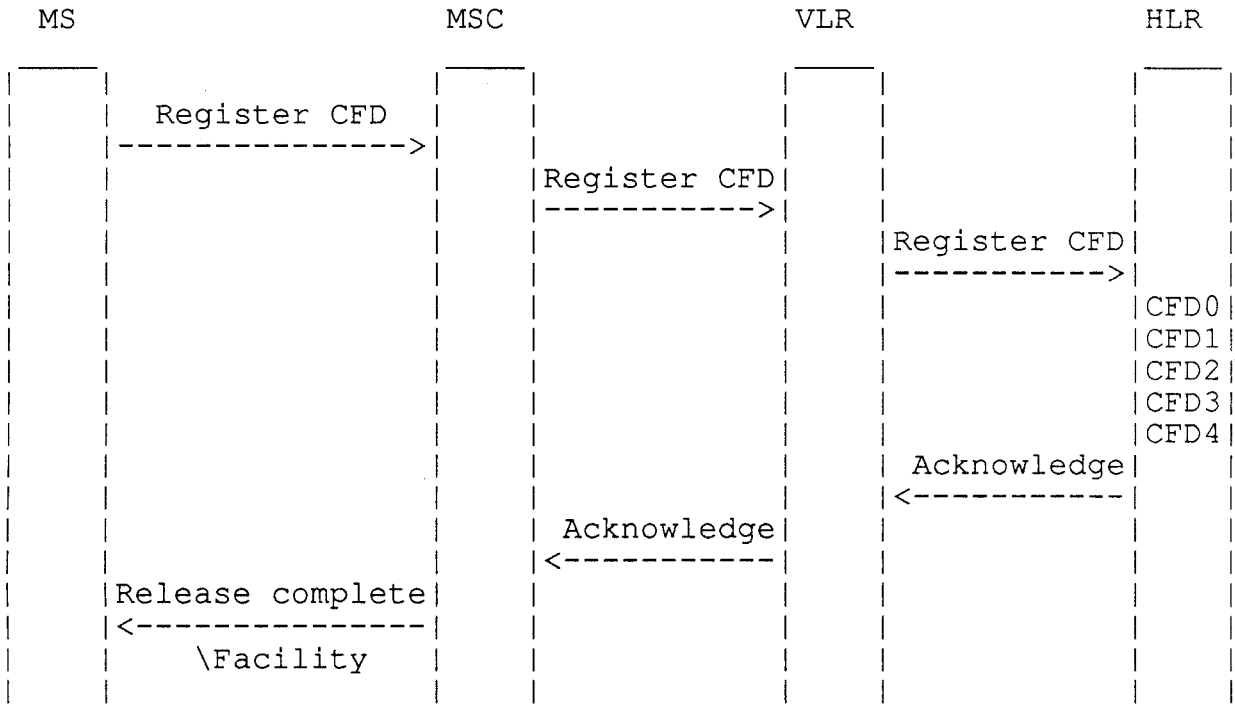 MS MSC VLR HLR
Register CFD
Register CFD
Register CFD
CFD0
CFD1
CFD2
CFD3
CFD4
Acknowledge
Acknowledge
Release complete
\Facility